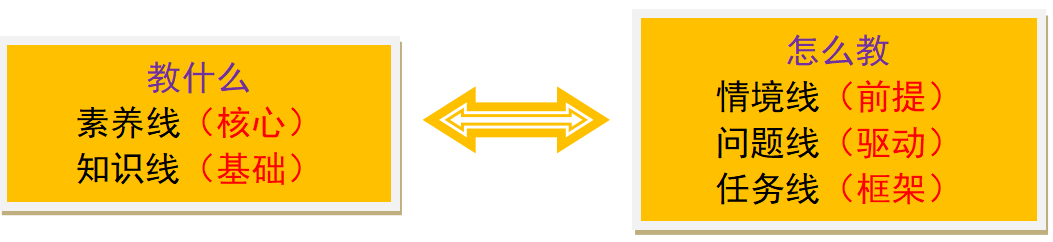 教什么
素养线（核心）
知识线（基础）
怎么教
情境线（前提）
问题线（驱动）
任务线（框架）